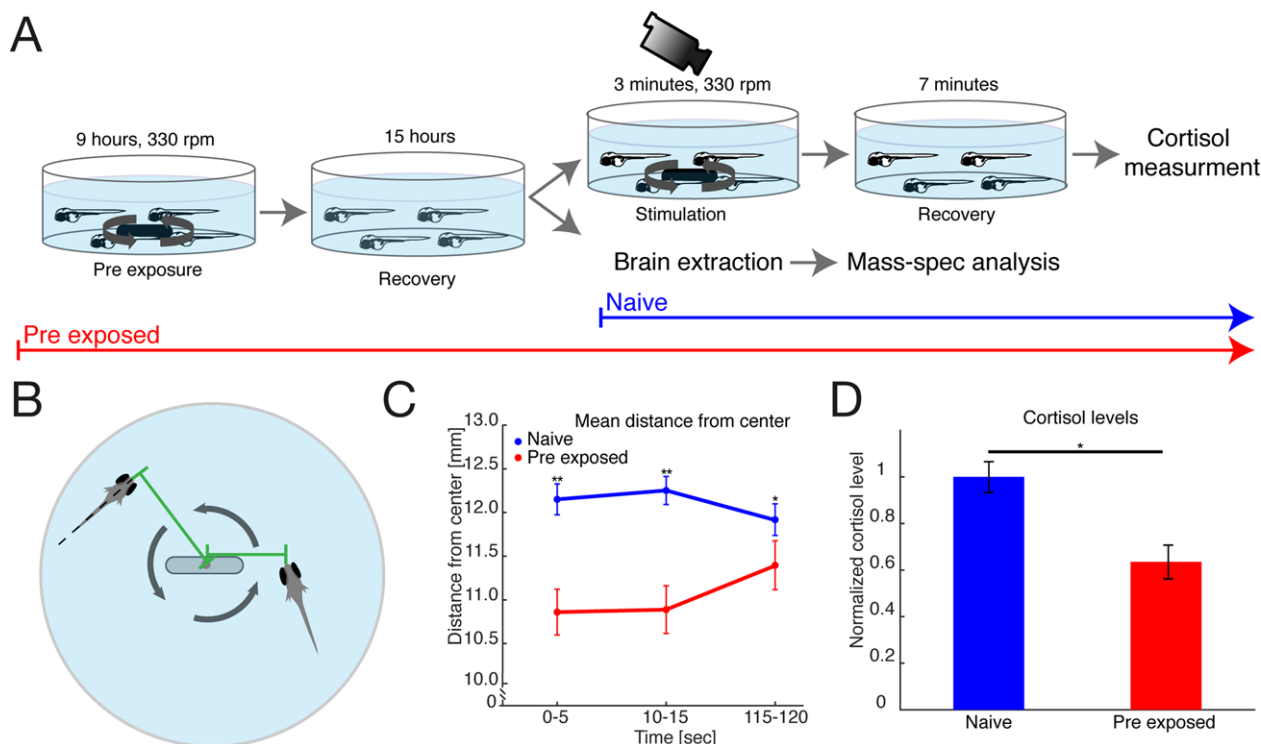 A
9 hours, 330 rpm
15 hours
3 minutes, 330 rpm
7 minutes
Pre exposure
Recovery
Stimulation
Recovery
Cortisol
measurment
Brain extraction
Mass-spec analysis
Naive
Pre exposed
B
C
Mean distance from center
Naive
Pre exposed
Distance from center [mm]
13.0
12.5
12.0
11.5
11.0
10.5
10.0
0
**
**
*
0-5
10-15
115-120
Time [sec]
D
Cortisol levels
*
Normalized cortisol level
1
0.8
0.6
0.4
0.2
0
Naive
Pre exposed